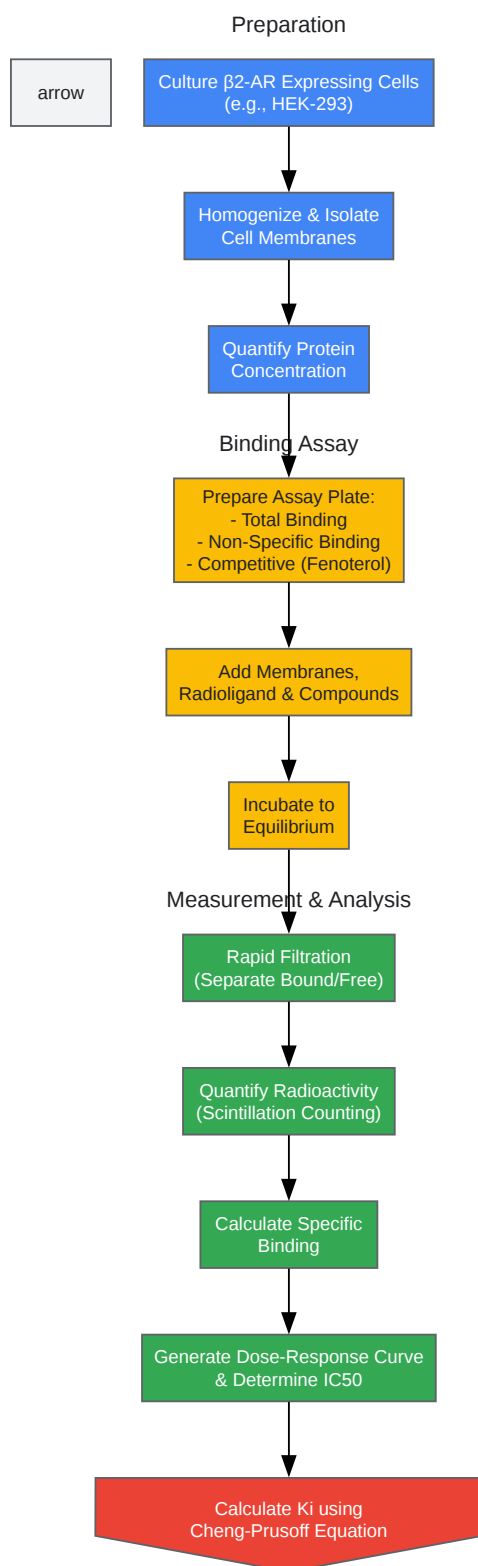 Preparation
arrow
Culture β2-AR Expressing Cells
(e.g., HEK-293)
Homogenize & Isolate
Cell Membranes
Quantify Protein
Concentration
Binding Assay
Prepare Assay Plate:
- Total Binding
- Non-Specific Binding
- Competitive (Fenoterol)
Add Membranes,
Radioligand & Compounds
Incubate to
Equilibrium
Measurement & Analysis
Rapid Filtration
(Separate Bound/Free)
Quantify Radioactivity
(Scintillation Counting)
Calculate Specific
Binding
Generate Dose-Response Curve
& Determine IC50
Calculate Ki using
Cheng-Prusoff Equation